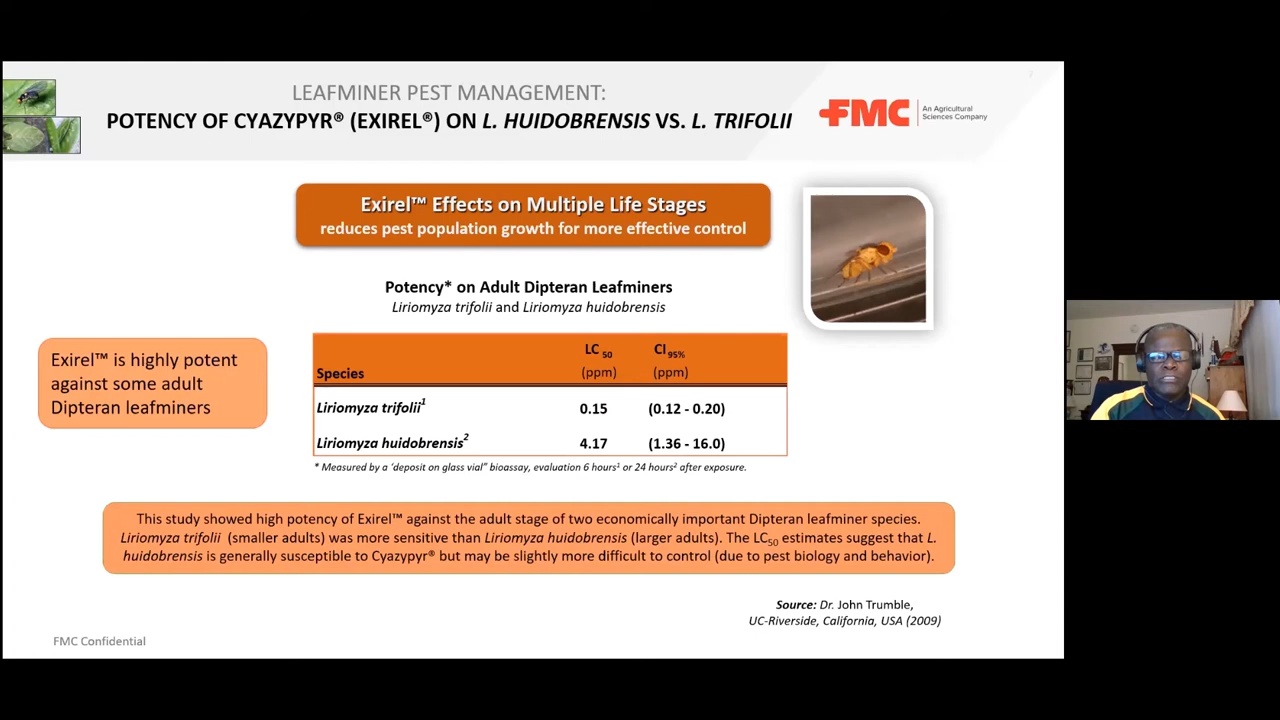 LEAFMINER PEST MANAGEMENT:
POTENCY OF CYAZYPYR® (EXIREL®) ON L. HUIDOBRENSIS VS. L. TRIFOLII
FMC
An Agricultural
Sciences Company
Exirel™ Effects on Multiple Life Stages
reduces pest population growth for more effective control
Potency* on Adult Dipteran Leafminers
Liriomyza trifolii and Liriomyza huidobrensis
Exirel™ is highly potent
against some adult
Dipteran leafminers
LC 50 CI 95%
Species (ppm) (ppm)
Liriomyza trifolii1 0.15 (0.12 - 0.20)
Liriomyza huidobrensis2 4.17 (1.36 - 16.0)
* Measured by a ‘deposit on glass vial” bioassay, evaluation 6 hours1 or 24 hours2 after exposure.
This study showed high potency of Exirel™ against the adult stage of two economically important Dipteran leafminer species.
Liriomyza trifolii (smaller adults) was more sensitive than Liriomyza huidobrensis (larger adults). The LC50 estimates suggest that L.
huidobrensis is generally susceptible to Cyazypyr® but may be slightly more difficult to control (due to pest biology and behavior).
Source: Dr. John Trumble,
UC-Riverside, California, USA (2009)
FMC Confidential